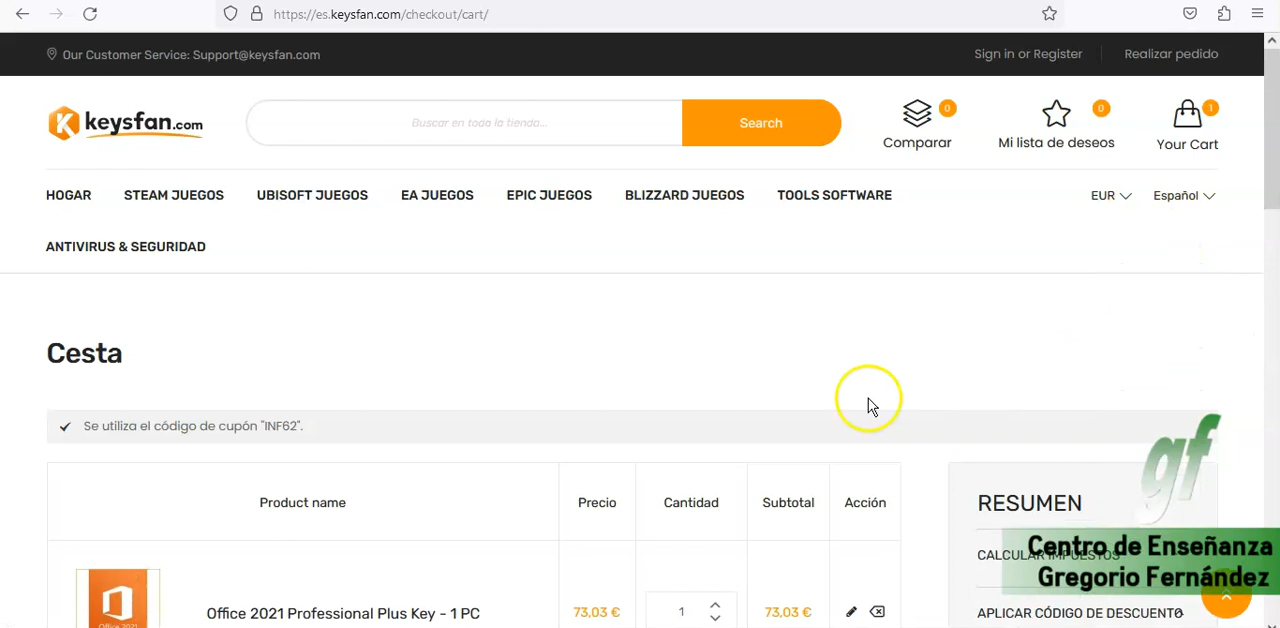 https://es.keysfan.com/checkout/cart/
Our Customer Service: Support@keysfan.com
Sign in or Register
Realizar pedido
keysfan.com
Buscar en toda la tienda...
Search
0
Comparar
0
Mi lista de deseos
1
Your Cart
HOGAR
STEAM JUEGOS
UBISOFT JUEGOS
EA JUEGOS
EPIC JUEGOS
BLIZZARD JUEGOS
TOOLS SOFTWARE
EUR
Español
ANTIVIRUS & SEGURIDAD
Cesta
Se utiliza el código de cupón "INF62".
Product name
Precio
Cantidad
Subtotal
Acción
Office 2021
Office 2021 Professional Plus Key - 1 PC
73,03 €
1
73,03 €
RESUMEN
CALCULAR IMPUESTOS
APLICAR CÓDIGO DE DESCUENTO
gf
Centro de Enseñanza
Gregorio Fernández